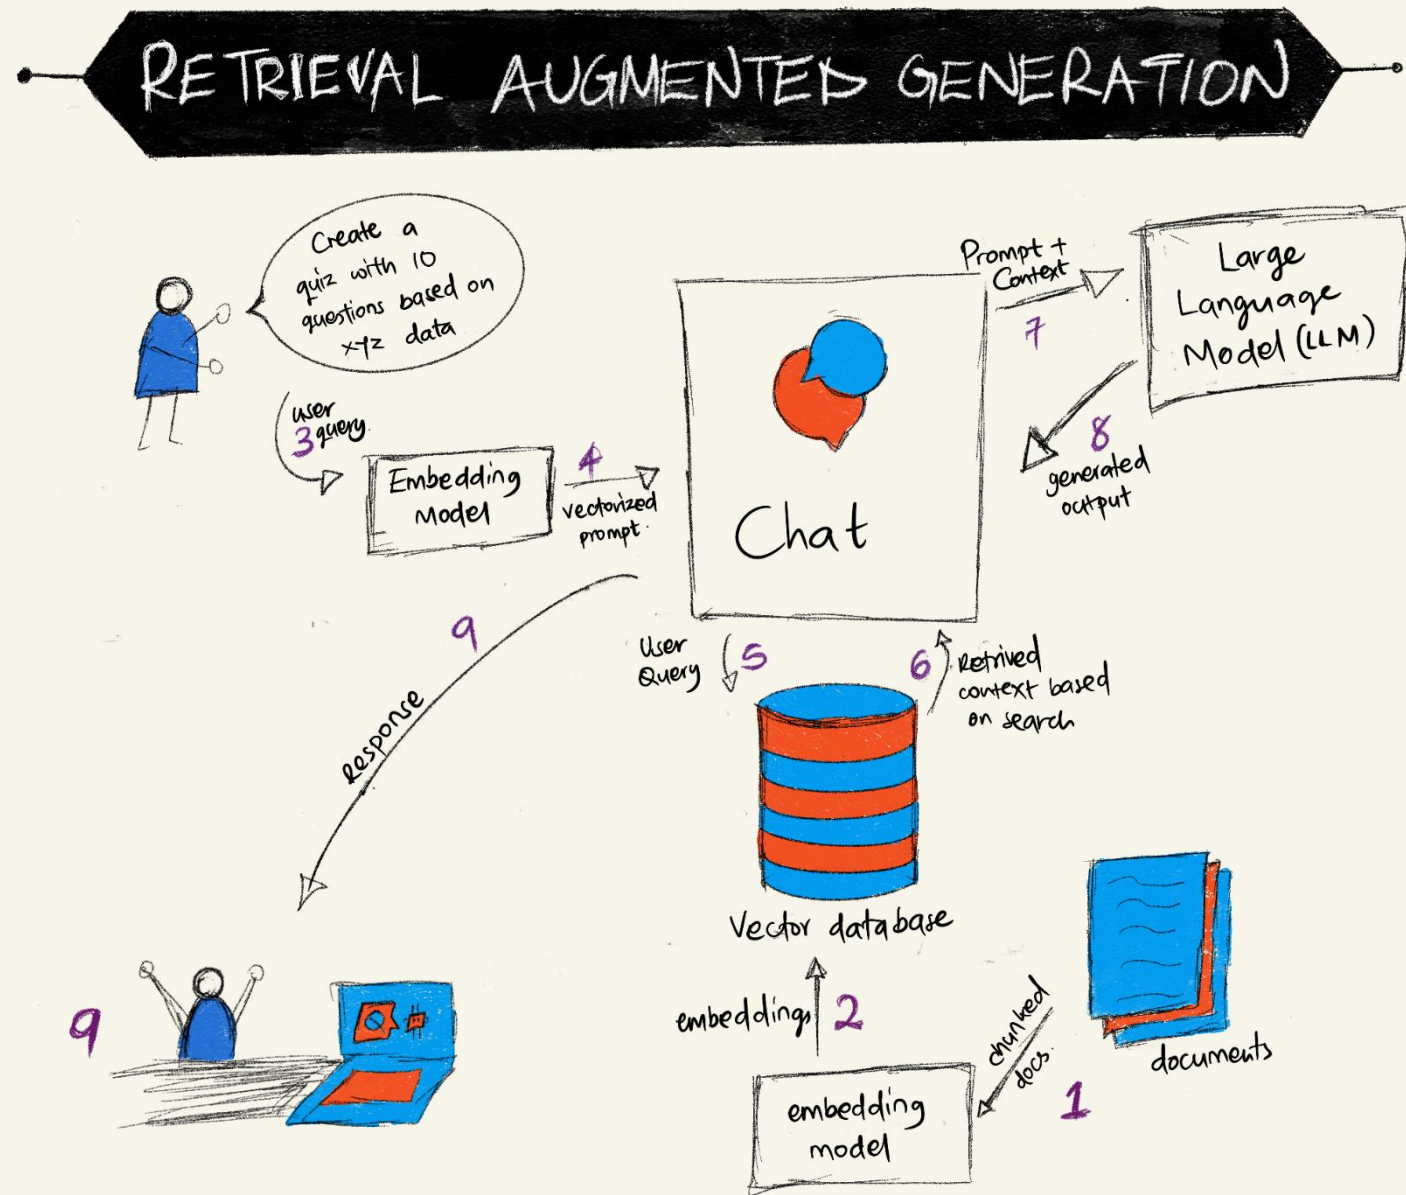 RETRIEVAL AUGMENTED GENERATION
Create a
quiz with 10
questions based on
xyz data
user
3 query.
Embedding
Model
4
vectorized
prompt.
Chat
Prompt +
Context
7
Large
Language
Model (LLM)
8
generated
output
9
Response
User
Query
5
6
Retrived
context based
on search
Vector database
embeddings
2
embedding
model
chunked
docs.
1
documents
9
Q